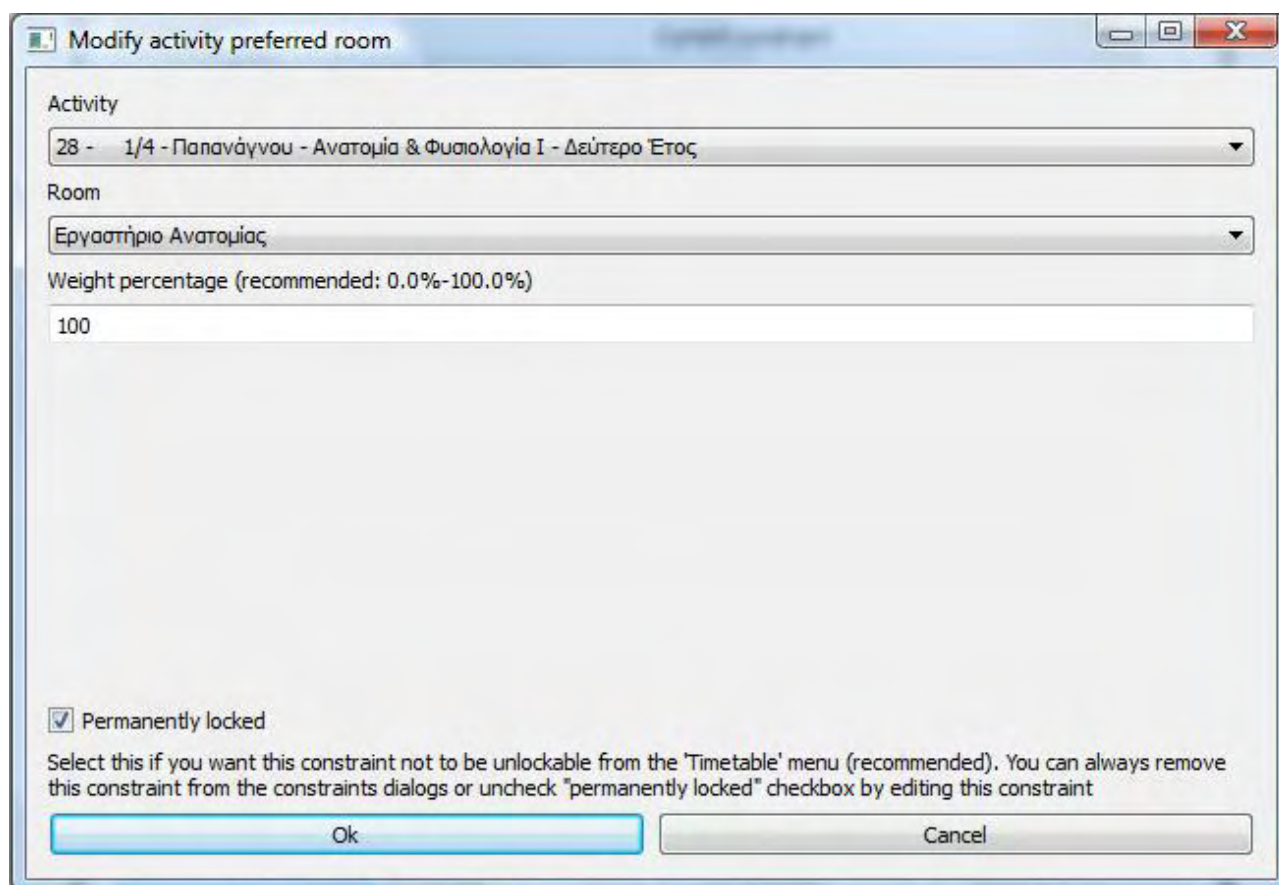 Modify activity preferred room
Activity
28 - 1/4 - Παπανάγνου - Ανατομία & Φυσιολογία Ι - Δεύτερο Έτος
Room
Εργαστήριο Ανατομίας
Weight percentage (recommended: 0.0%-100.0%)
100
Permanently locked
Select this if you want this constraint not to be unlockable from the 'Timetable' menu (recommended). You can always remove
this constraint from the constraints dialogs or uncheck "permanently locked" checkbox by editing this constraint
Ok Cancel